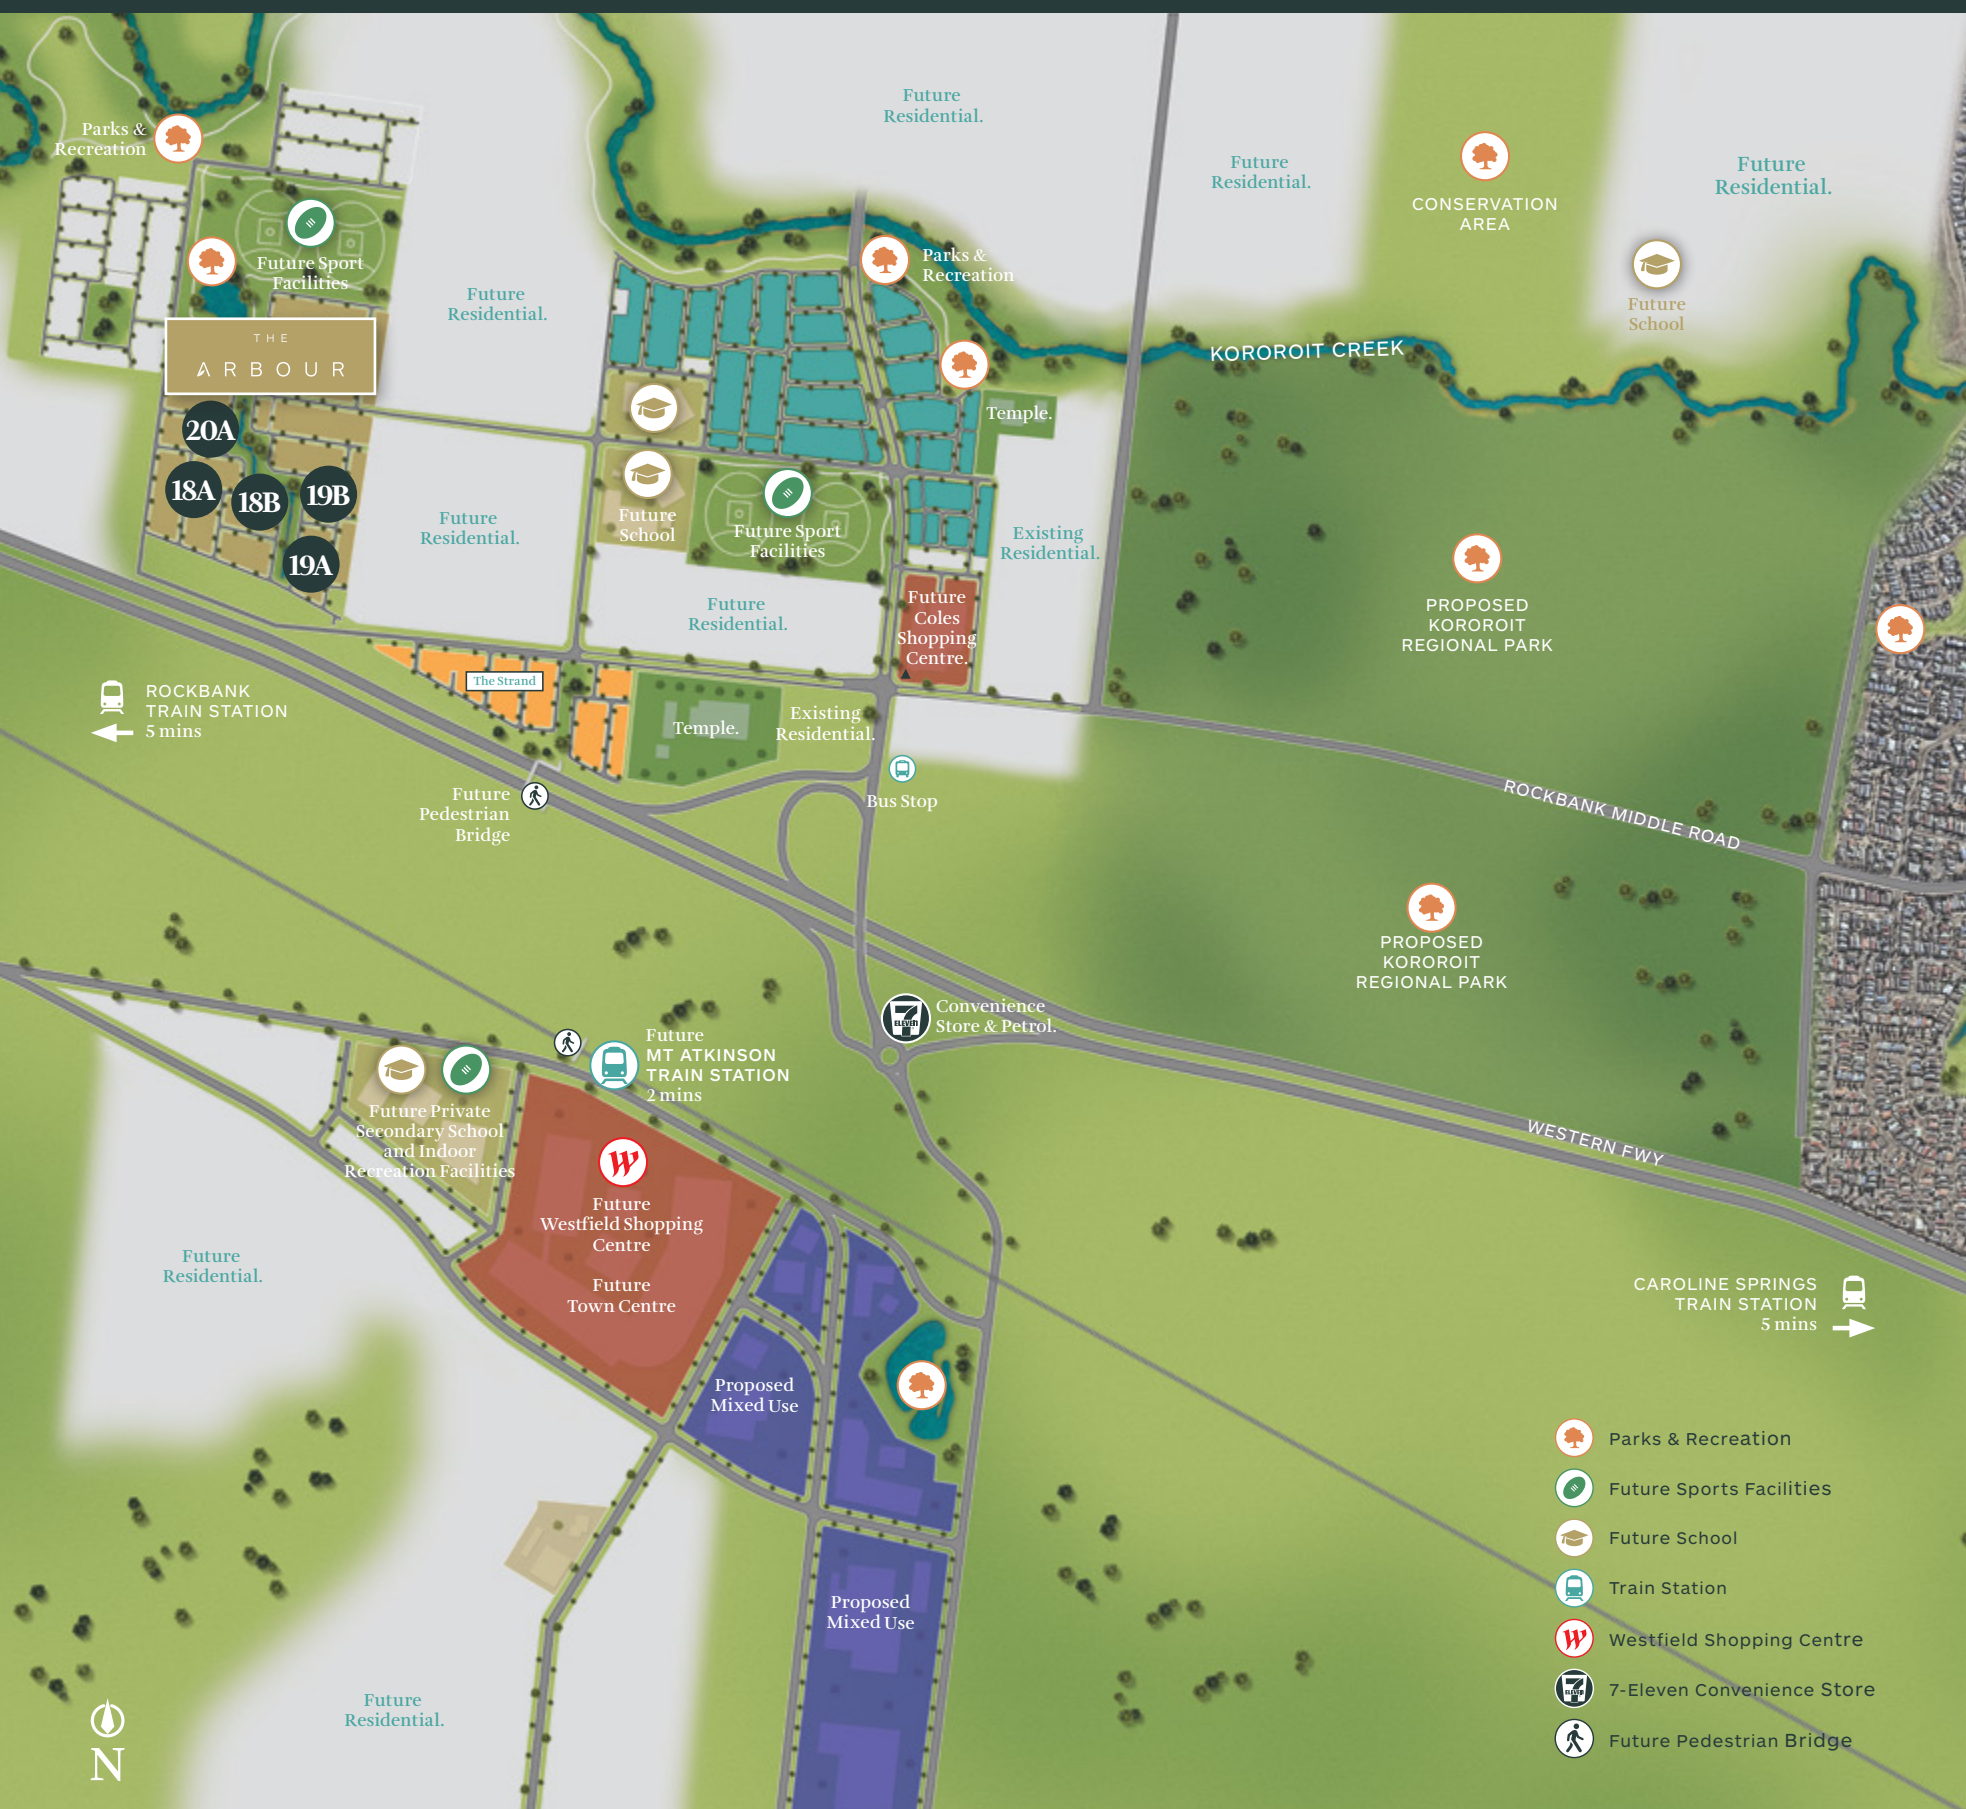 Future
Residential.
Parks &
Recreation
Future
Residential.
Future
Residential.
CONSERVATION
AREA
Future Sport
Facilities
Future
Residential.
Parks &
Recreation
Future
School
THE
ARBOUR
KOROROIT CREEK
Temple.
20A
18A
18B
19B
19A
Future
Residential.
Future
School
Future Sport
Facilities
Existing
Residential.
Future
Residential.
Future
Coles
Shopping
Centre.
PROPOSED
KOROROIT
REGIONAL PARK
ROCKBANK
TRAIN STATION
5 mins
The Strand
Temple.
Existing
Residential.
Bus Stop
Future
Pedestrian
Bridge
ROCKBANK MIDDLE ROAD
PROPOSED
KOROROIT
REGIONAL PARK
7
ELEVEN
Convenience
Store & Petrol.
Future
MT ATKINSON
TRAIN STATION
2 mins
Future Private
Secondary School
and Indoor
Recreation Facilities
WESTERN FWY
W
Future
Westfield Shopping
Centre
Future
Town Centre
Future
Residential.
CAROLINE SPRINGS
TRAIN STATION
5 mins
Proposed
Mixed Use
Proposed
Mixed Use
Future
Residential.
N
Parks & Recreation
Future Sports Facilities
Future School
Train Station
W
Westfield Shopping Centre
7
ELEVEN
7-Eleven Convenience Store
Future Pedestrian Bridge